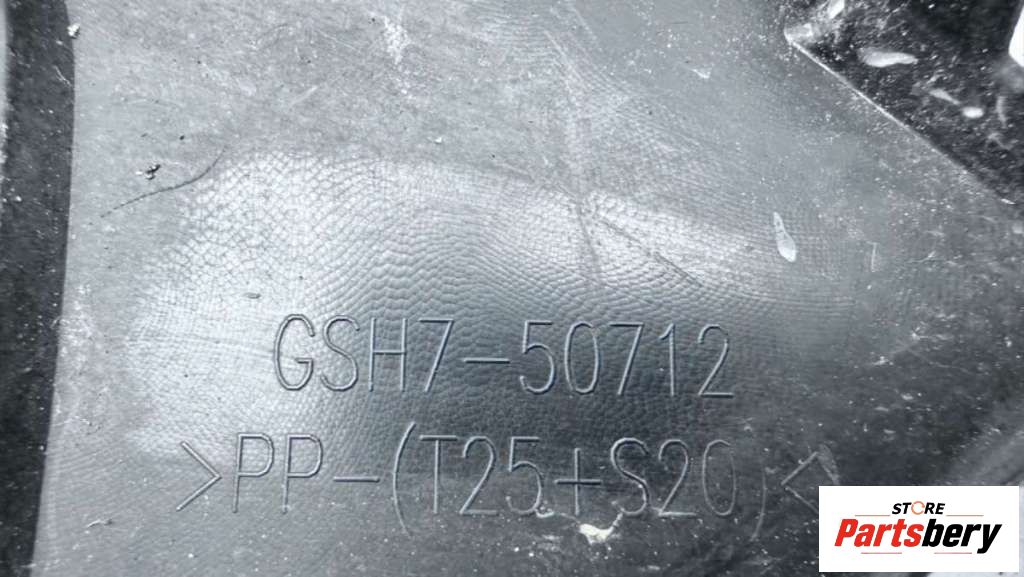 GSH7-50712
>PP-(T25+S20)<
STORE
Partsbery